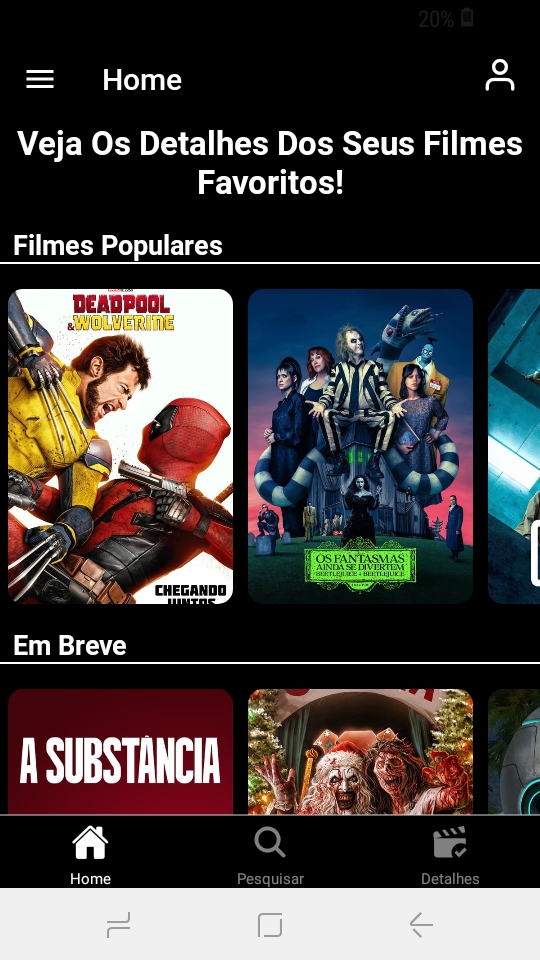 20%
Home
Veja Os Detalhes Dos Seus Filmes
Favoritos!
Filmes Populares
DEADPOOL
& WOLVERINE
CHEGANDO
JUNTOS
OS FANTASMAS
AINDA SE DIVERTEM
BEETLEJUICE • BEETLEJUICE
Em Breve
A SUBSTÂNCIA
Home
Pesquisar
Detalhes